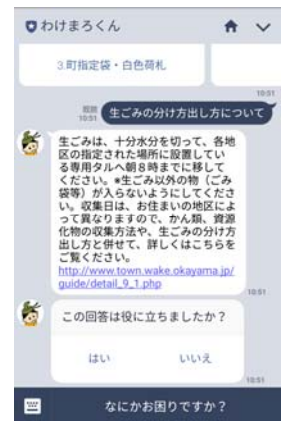 わけまろくん
3.町指定袋・白色荷札
10:51
既読
10:51
生ごみの分け方出し方について
生ごみは、十分水分を切って、各地
区の指定された場所に設置してい
る専用タルへ朝8時までに移して
ください。*生ごみ以外の物（ごみ
袋等）が入らないようにしてくださ
い。収集日は、お住まいの地区によ
って異なりますので、かん類、資源
化物の収集方法や、生ごみの分け方
出し方と併せて、詳しくはこちらを
ご覧ください。
http://www.town.wake.okayama.jp/
guide/detail_9_1.php
10:51
この回答は役に立ちましたか？
はい
いいえ
10:51
なにかお困りですか？